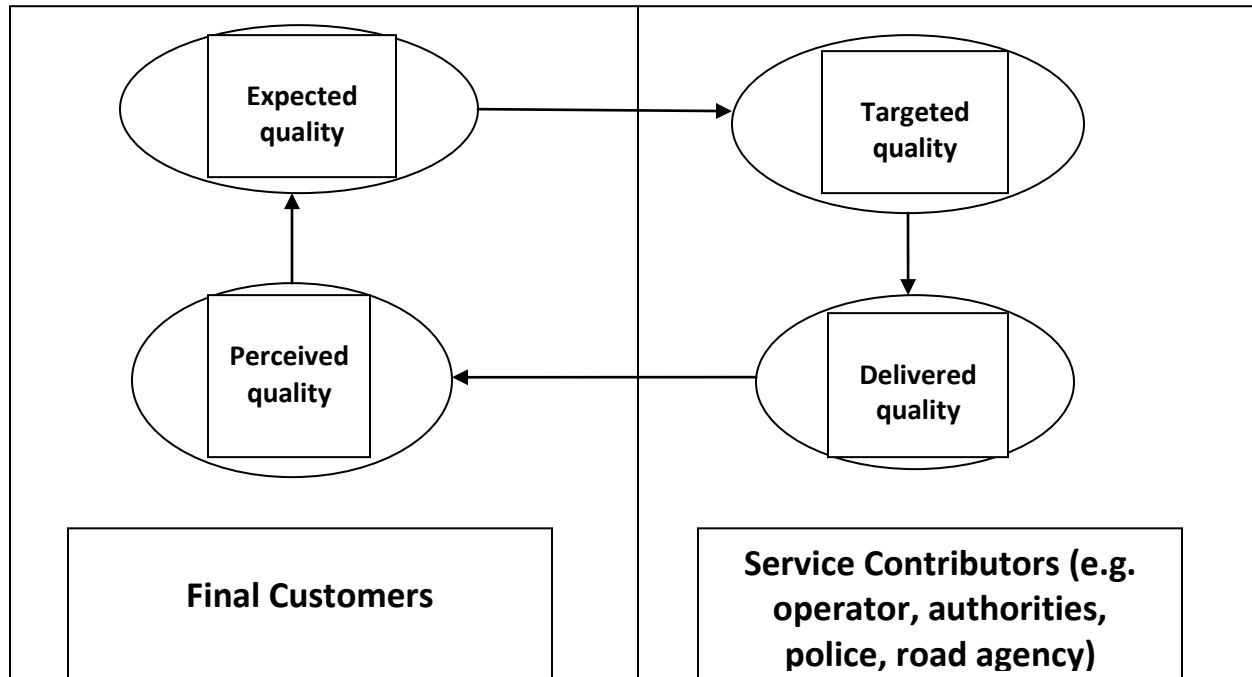 Expected
quality
Targeted
quality
Perceived
quality
Delivered
quality
Final Customers
Service Contributors (e.g.
operator, authorities,
police, road agency)